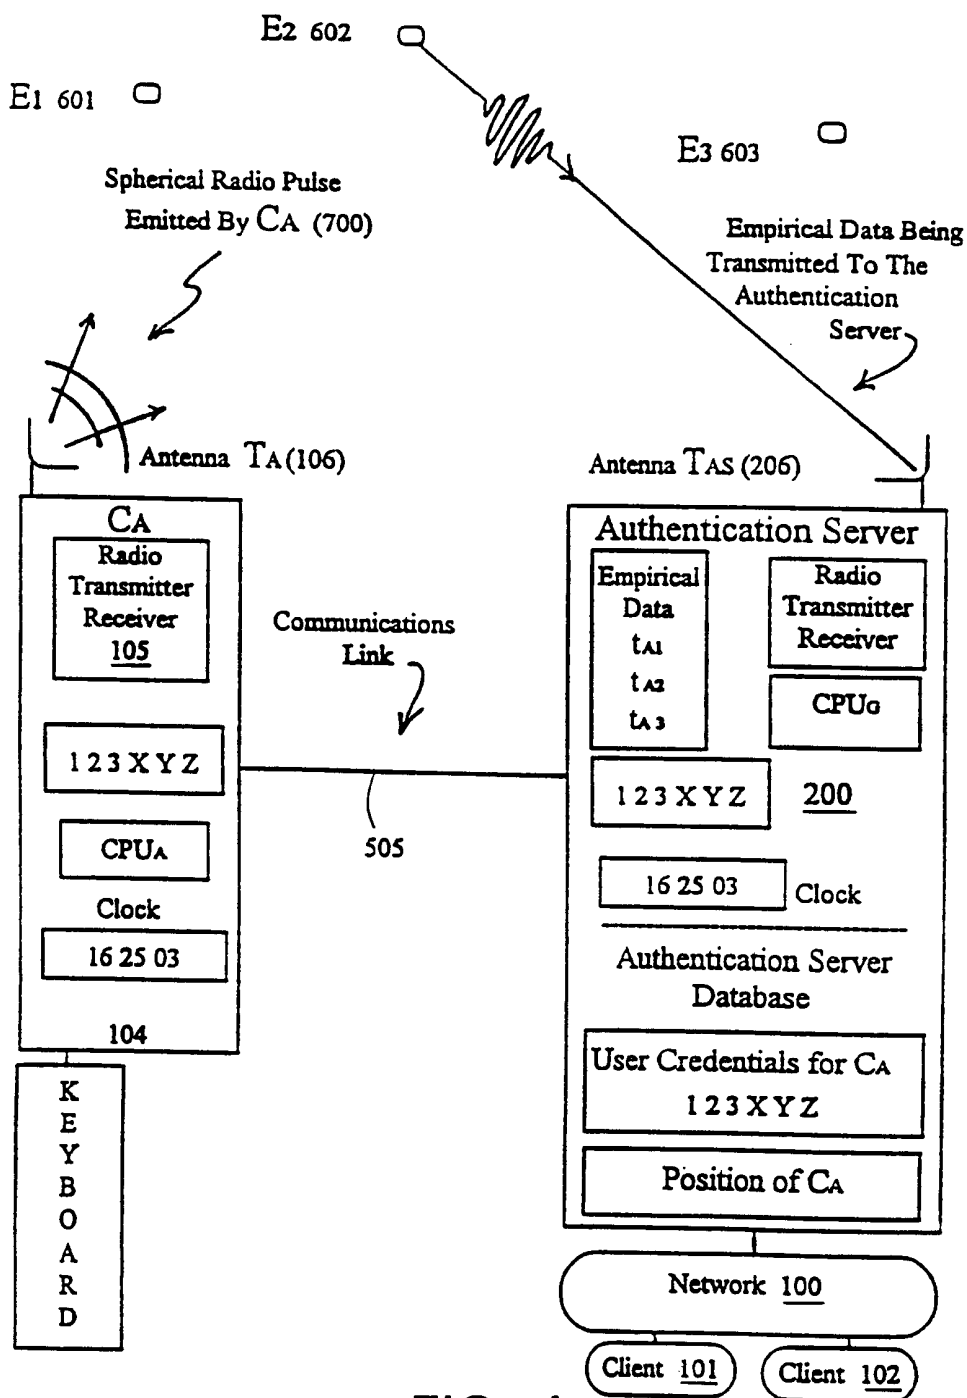 E2 602
E1 601
E3 603
Spherical Radio Pulse
Emitted By CA (700)
Empirical Data Being
Transmitted To The
Authentication
Server
Antenna TA (106)
Antenna TAS (206)
CA
Radio
Transmitter
Receiver
105
1 2 3 X Y Z
CPUA
Clock
16 25 03
104
K
E
Y
B
O
A
R
D
Communications
Link
505
Authentication Server
Empirical
Data
tA1
tA2
tA3
Radio
Transmitter
Receiver
CPUG
1 2 3 X Y Z
200
16 25 03
Clock
Authentication Server
Database
User Credentials for CA
1 2 3 X Y Z
Position of CA
Network 100
Client 101
Client 102